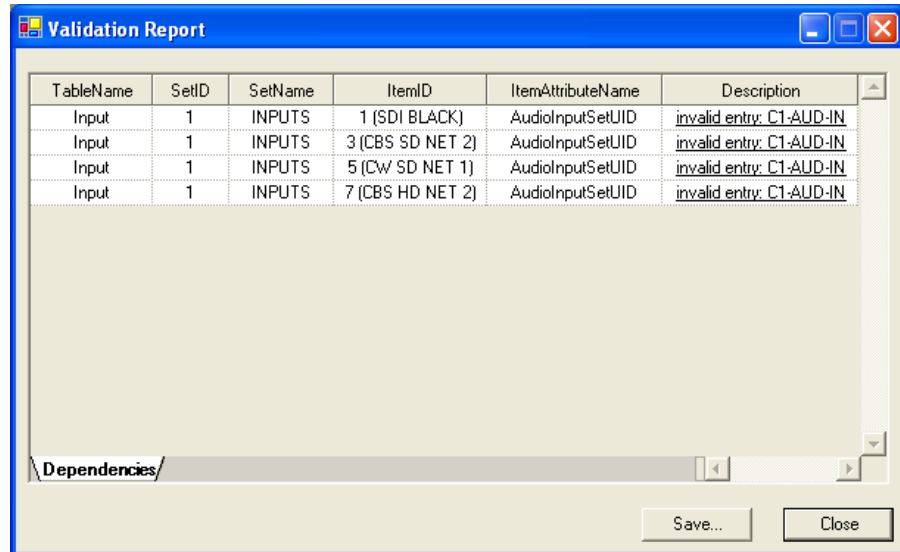 Validation Report
TableName SetID SetName ItemID ItemAttributeName Description
Input 1 INPUTS 1 (SDI BLACK) AudioInputSetUID invalid entry: C1-AUD-IN
Input 1 INPUTS 3 (CBS SD NET 2) AudioInputSetUID invalid entry: C1-AUD-IN
Input 1 INPUTS 5 (CW SD NET 1) AudioInputSetUID invalid entry: C1-AUD-IN
Input 1 INPUTS 7 (CBS HD NET 2) AudioInputSetUID invalid entry: C1-AUD-IN
Dependencies
Save... Close